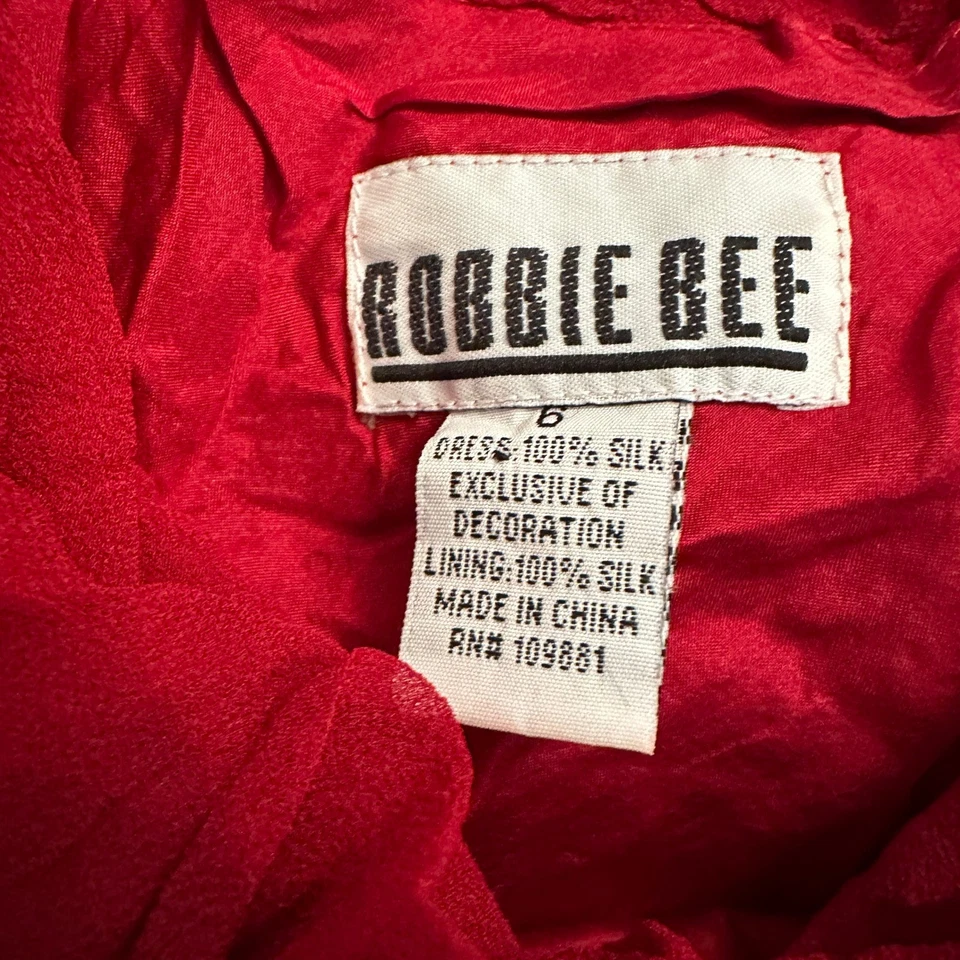 ROBBIE BEE
6
DRESS:100% SILK
EXCLUSIVE OF
DECORATION
LINING:100% SILK
MADE IN CHINA
RN# 109881